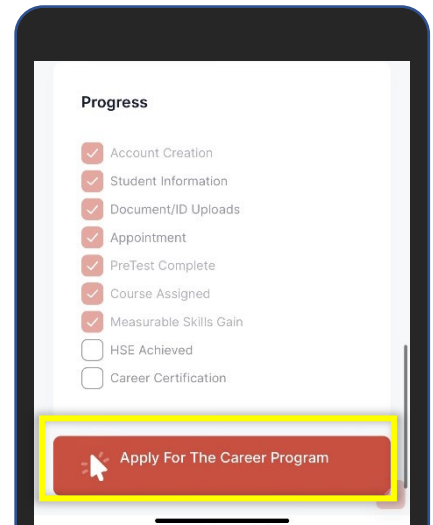 Progress
Account Creation
Student Information
Document/ID Uploads
Appointment
PreTest Complete
Course Assigned
Measurable Skills Gain
HSE Achieved
Career Certification
Apply For The Career Program